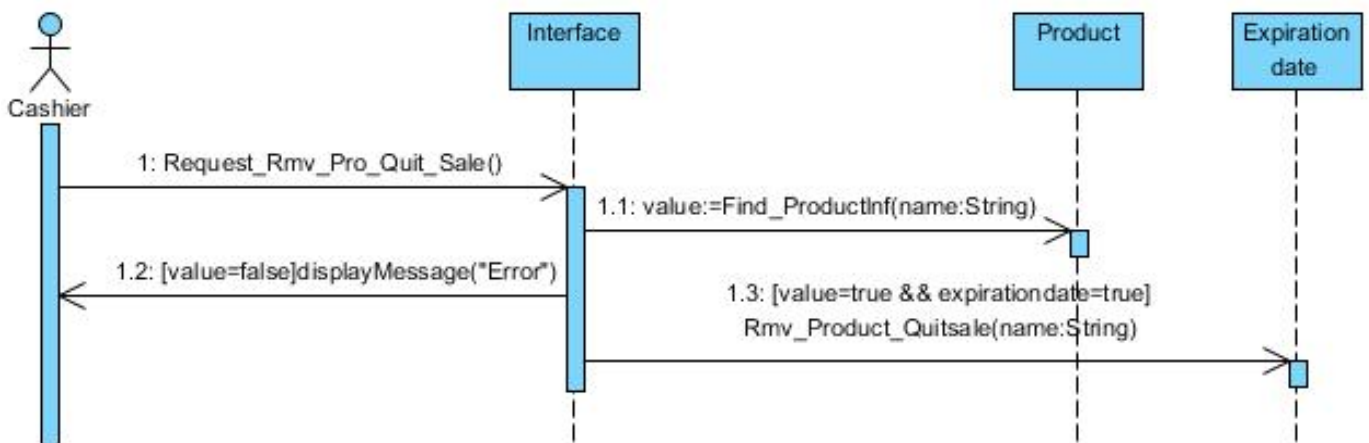 Interface
Product
Expiration
date
Cashier
1: Request_Rmv_Pro_Quit_Sale()
1.1: value:=Find_ProductInf(name:String)
1.2: [value=false]displayMessage("Error")
1.3: [value=true && expirationdate=true]
Rmv_Product_Quitsale(name:String)